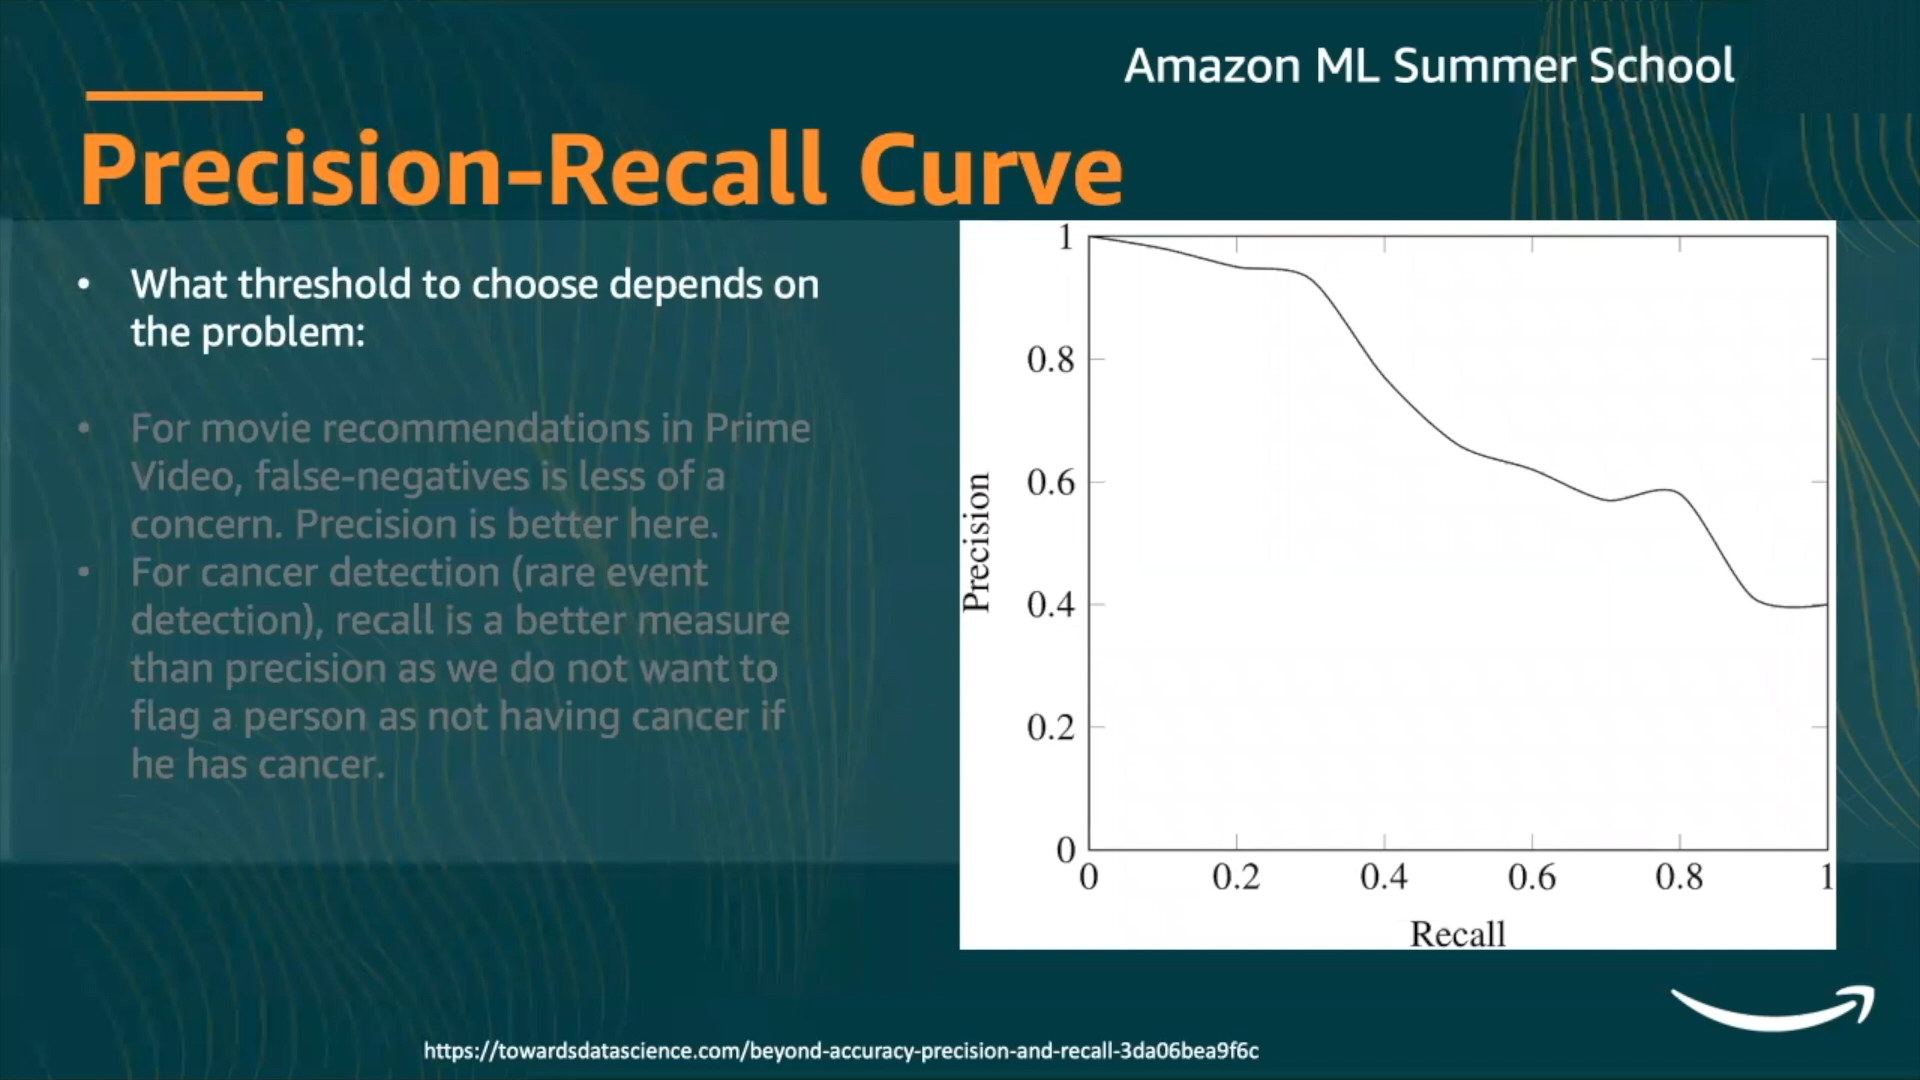 Amazon ML Summer School
Precision-Recall Curve
• What threshold to choose depends on
the problem:
• For movie recommendations in Prime
Video, false-negatives is less of a
concern. Precision is better here.
• For cancer detection (rare event
detection), recall is a better measure
than precision as we do not want to
flag a person as not having cancer if
he has cancer.
1
0.8
0.6
0.4
0.2
0
Precision
0 0.2 0.4 0.6 0.8 1
Recall
https://towardsdatascience.com/beyond-accuracy-precision-and-recall-3da06bea9f6c